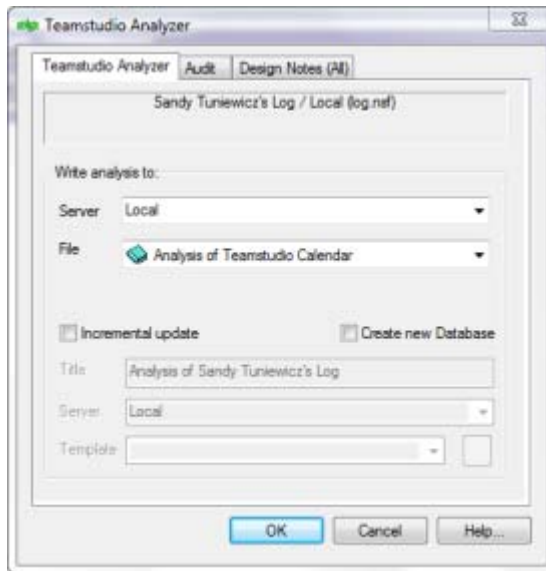 Teamstudio Analyzer
Teamstudio Analyzer Audit Design Notes (All)
Sandy Tuniewicz's Log / Local (log.nsf)
Write analysis to:
Server Local
File Analysis of Teamstudio Calendar
Incremental update Create new Database
Title Analysis of Sandy Tuniewicz's Log
Server Local
Template
OK Cancel Help...